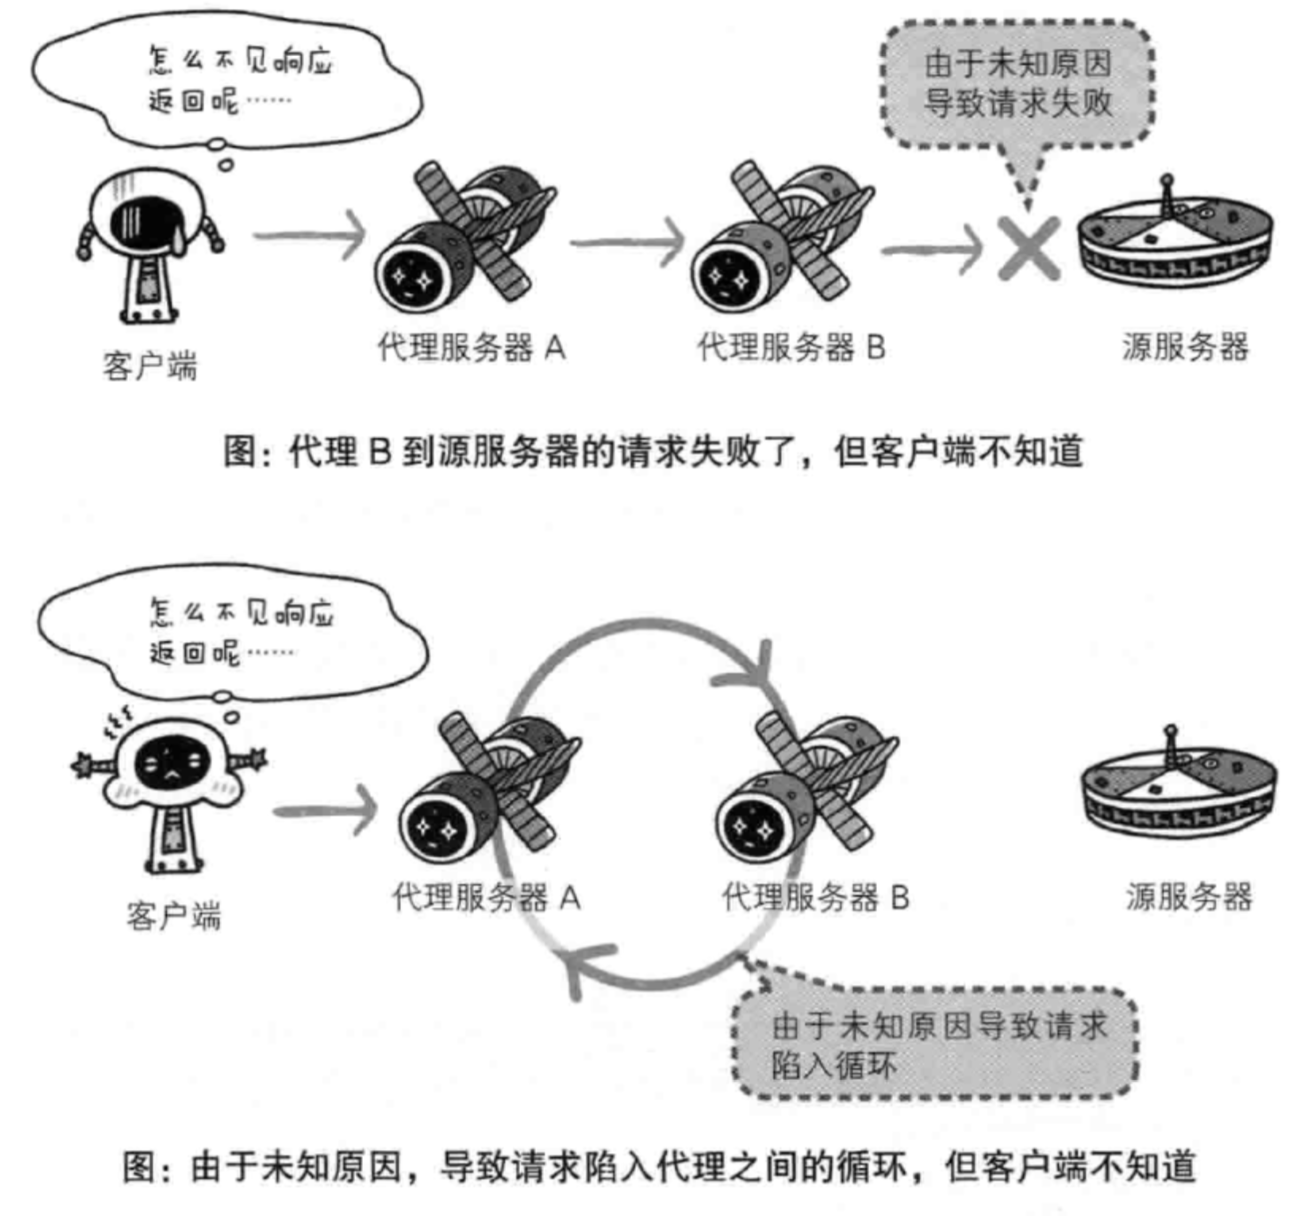 怎么不见响应
返回呢……
由于未知原因
导致请求失败
客户端
代理服务器 A
代理服务器 B
源服务器
图：代理 B 到源服务器的请求失败了，但客户端不知道
怎么不见响应
返回呢……
客户端
代理服务器 A
代理服务器 B
源服务器
由于未知原因导致请求
陷入循环
图：由于未知原因，导致请求陷入代理之间的循环，但客户端不知道